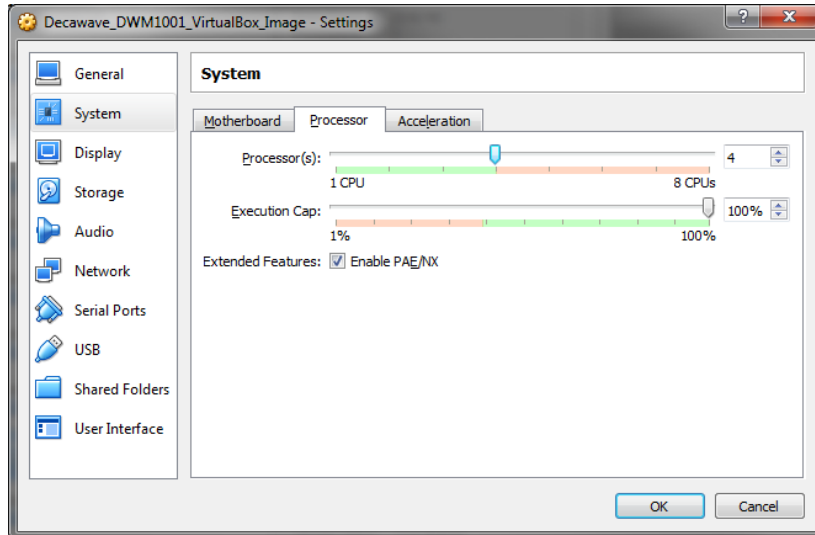 Decawave_DWM1001_VirtualBox_Image - Settings
?
General
System
Display
Storage
Audio
Network
Serial Ports
USB
Shared Folders
User Interface
System
Motherboard Processor Acceleration
Processor(s): 4
1 CPU 8 CPUs
Execution Cap: 100%
1% 100%
Extended Features: Enable PAE/NX
OK Cancel